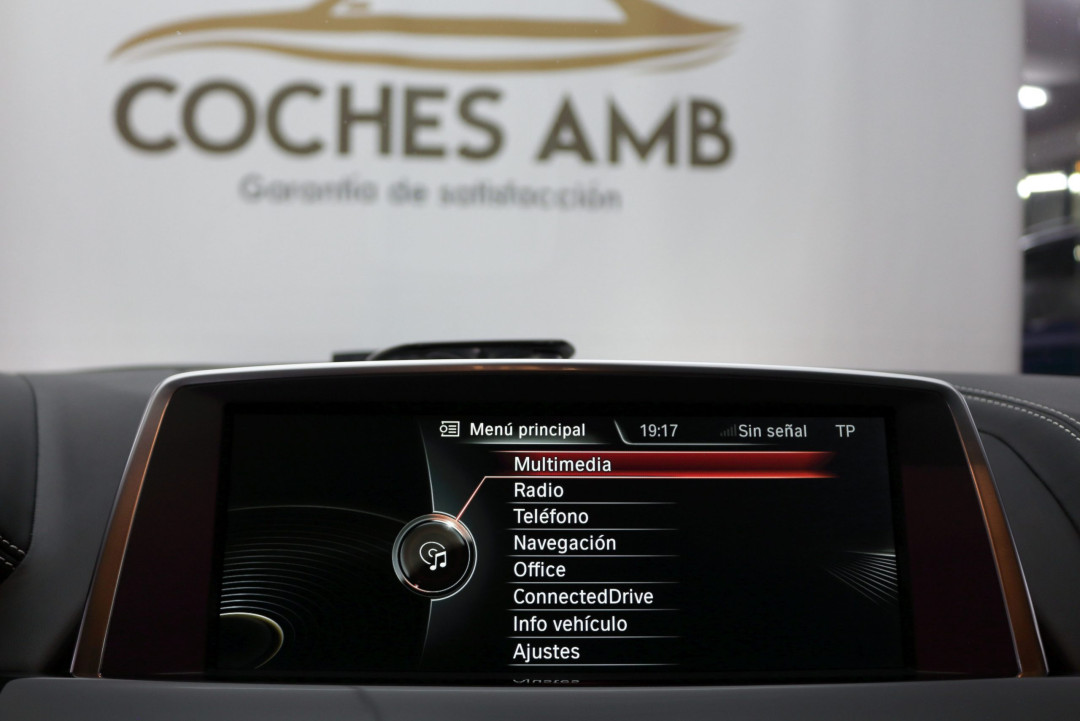 COCHES AMB
Garantía de satisfacción
Menú principal 19:17 Sin señal TP
Multimedia
Radio
Teléfono
Navegación
Office
ConnectedDrive
Info vehículo
Ajustes